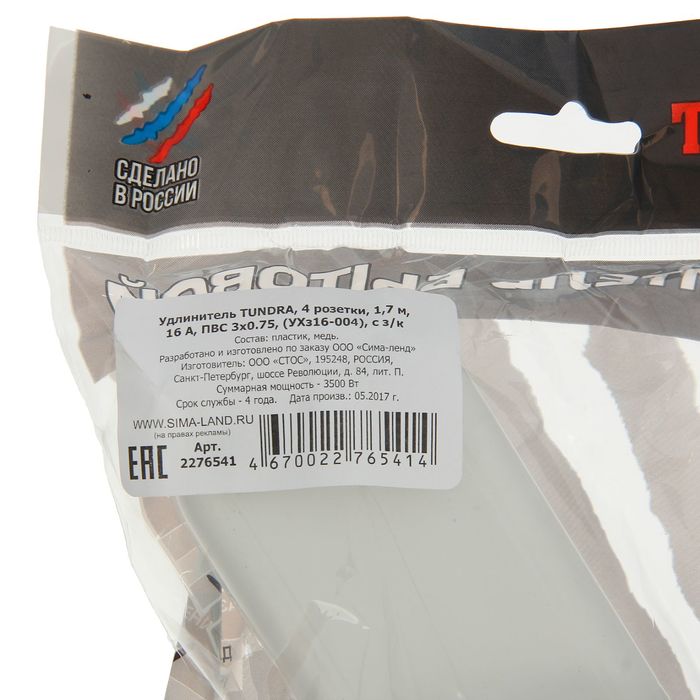 СДЕЛАНО
В РОССИИ
T
БЫТОВОЙ
Удлинитель TUNDRA, 4 розетки, 1,7 м,
16 А, ПВС 3х0.75, (УХз16-004), с з/к
Состав: пластик, медь.
Разработано и изготовлено по заказу ООО «Сима-ленд»
Изготовитель: ООО «СТОС», 195248, РОССИЯ,
Санкт-Петербург, шоссе Революции, д. 84, лит. П.
Суммарная мощность - 3500 Вт
Срок службы - 4 года. Дата произв.: 05.2017 г.
WWW.SIMA-LAND.RU
(на правах рекламы)
EAC
Арт.
2276541
4 670022 765414